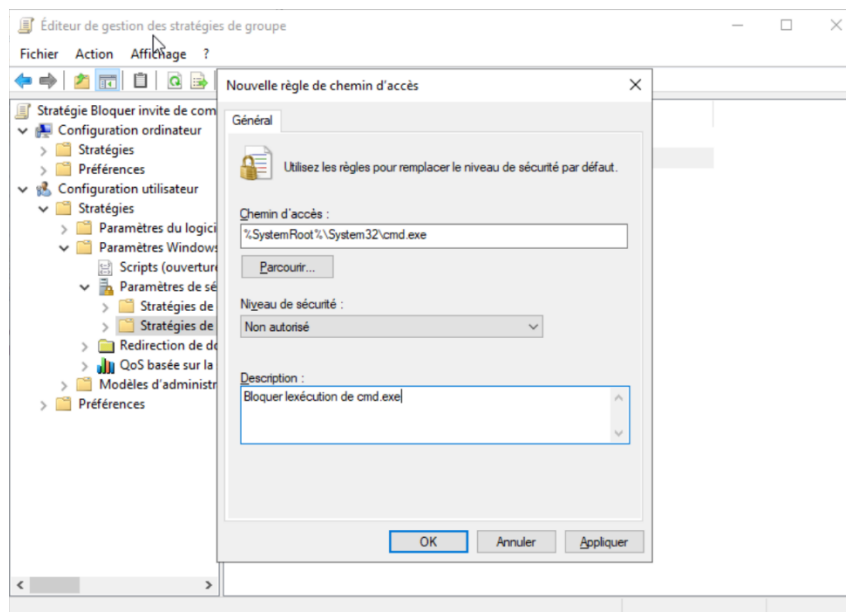 Éditeur de gestion des stratégies de groupe
Fichier Action Affichage ?
Stratégie Bloquer invite de com
Configuration ordinateur
Stratégies
Préférences
Configuration utilisateur
Stratégies
Paramètres du logici
Paramètres Windows
Scripts (ouverture
Paramètres de sé
Stratégies de
Stratégies de
Redirection de do
QoS basée sur la
Modèles d'administr
Préférences
Nouvelle règle de chemin d'accès
Général
Utilisez les règles pour remplacer le niveau de sécurité par défaut.
Chemin d'accès :
%SystemRoot%\System32\cmd.exe
Parcourir...
Niveau de sécurité :
Non autorisé
Description :
Bloquer lexécution de cmd.exe
OK Annuler Appliquer